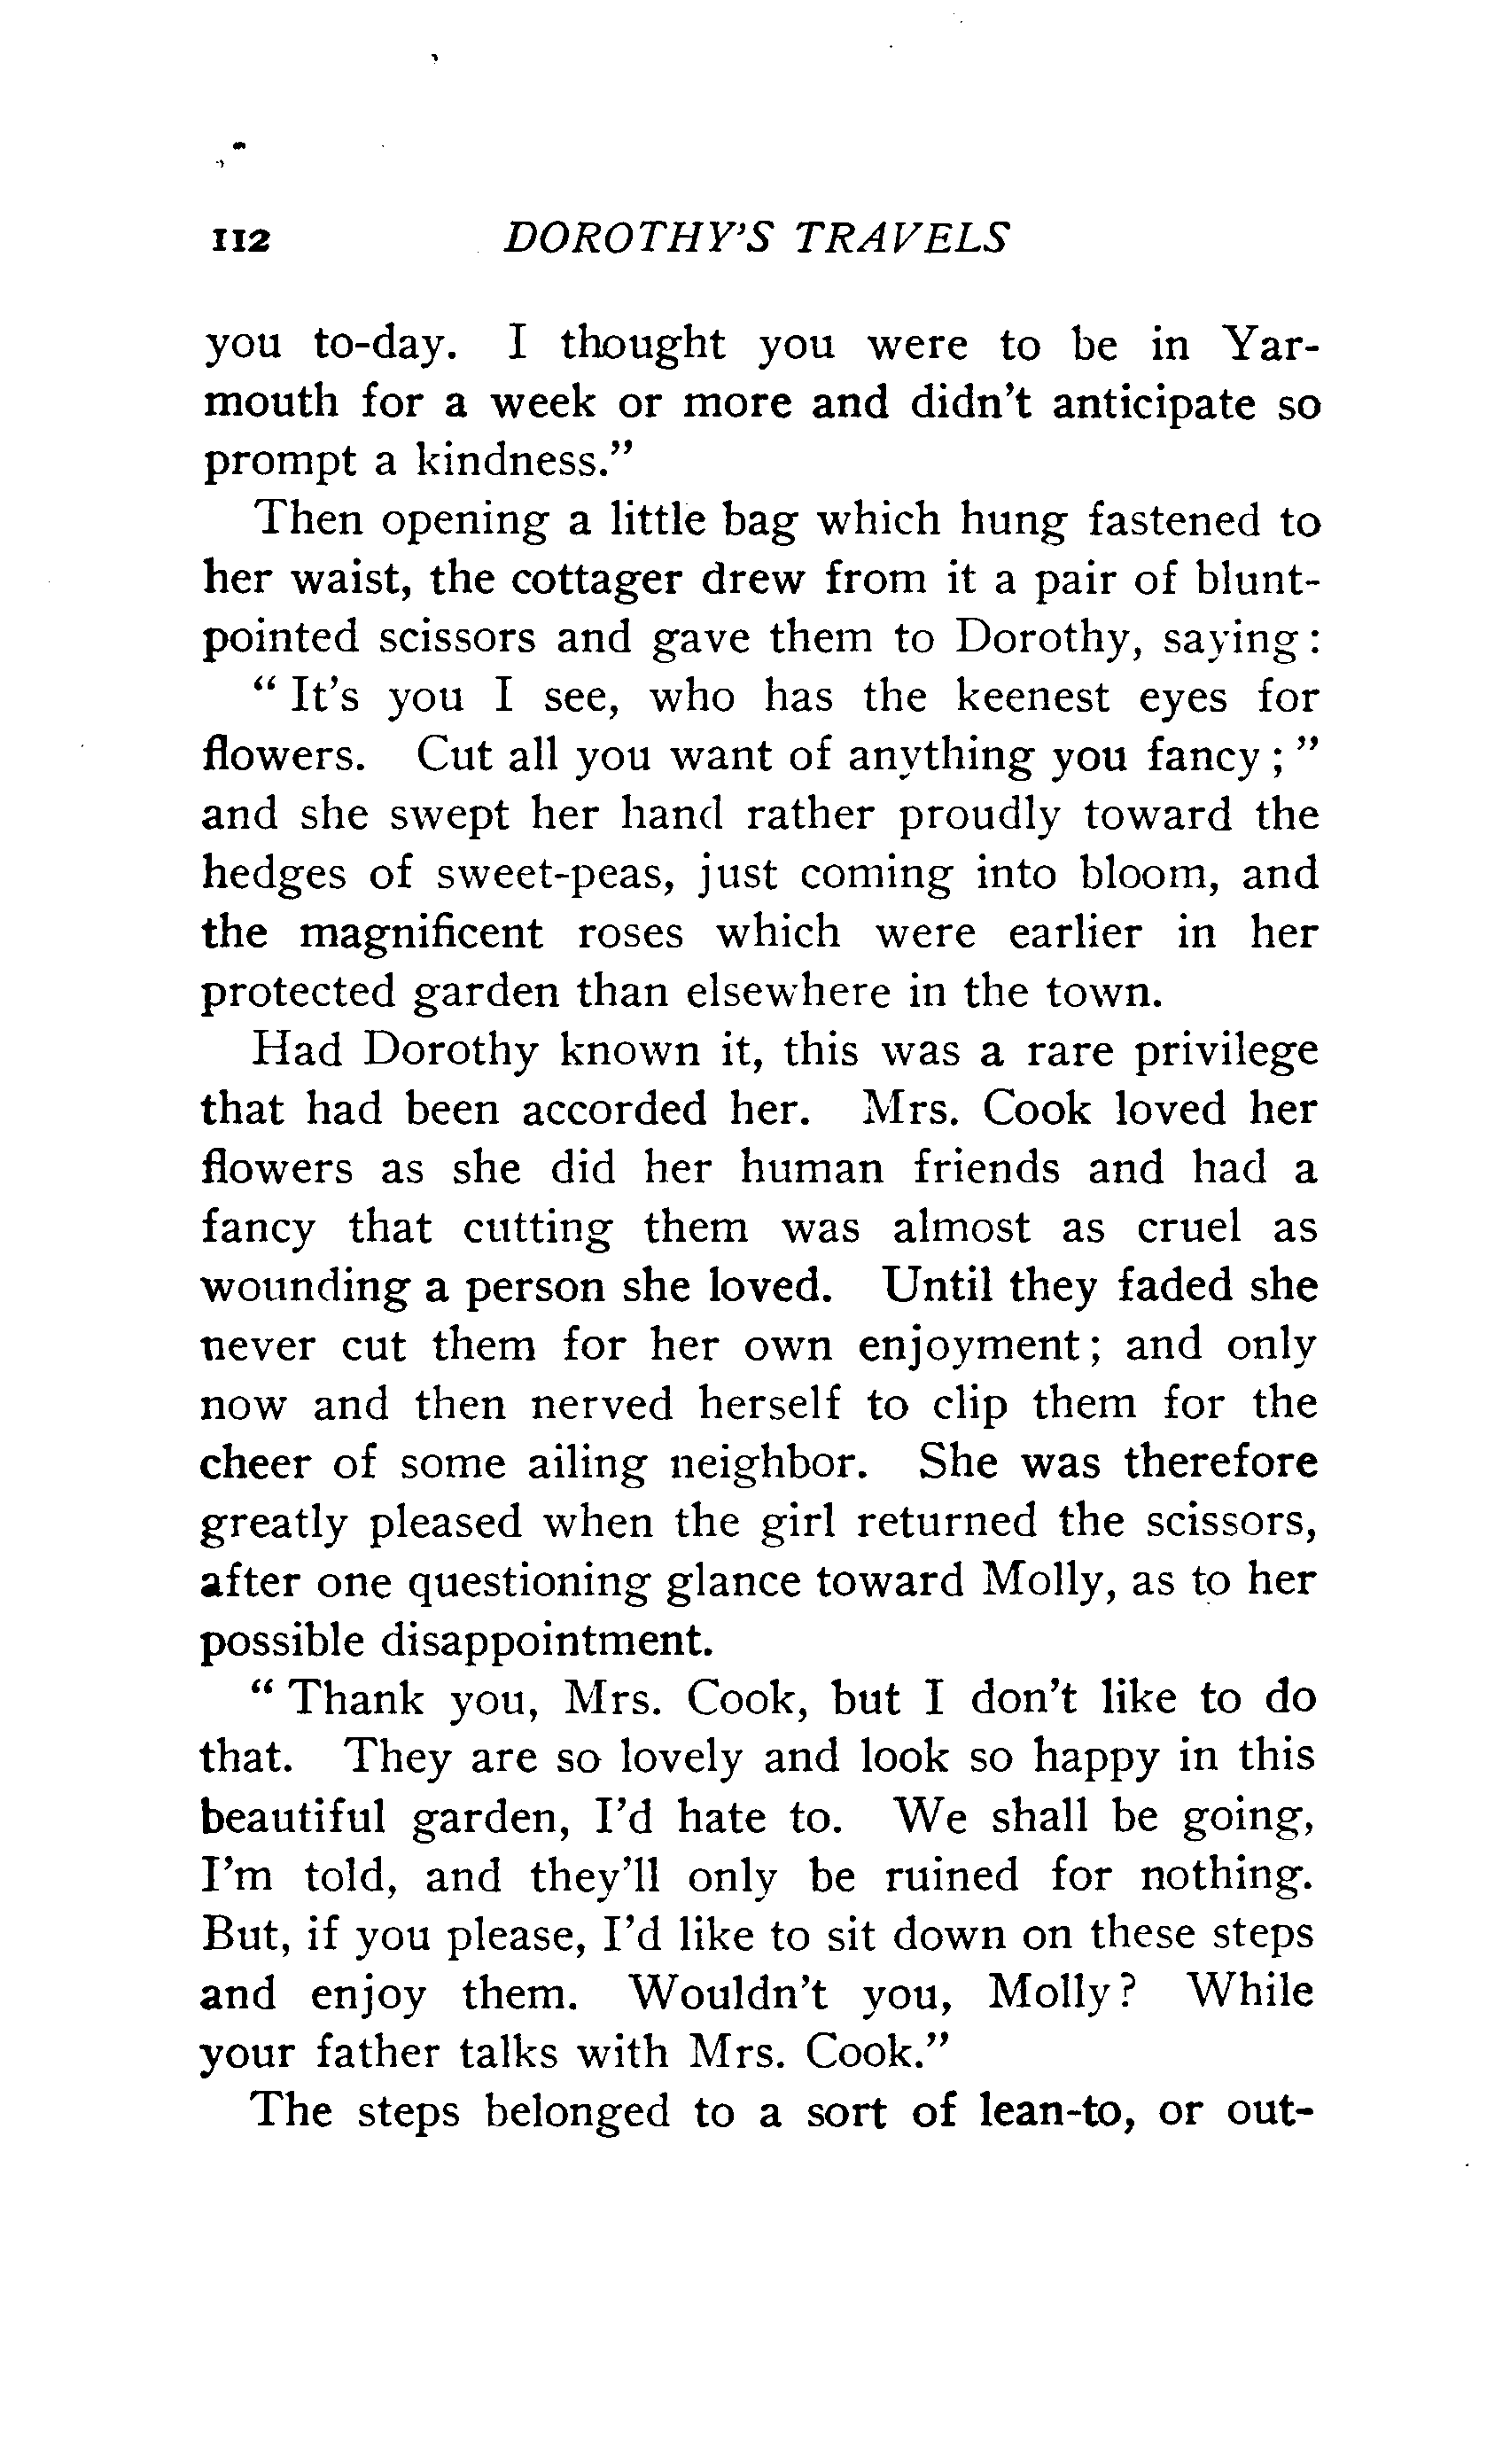 112 DOROTHY'S TRAVELS
you to-day. I thought you were to be in Yar-
mouth for a week or more and didn't anticipate so
prompt a kindness."
Then opening a little bag which hung fastened to
her waist, the cottager drew from it a pair of blunt-
pointed scissors and gave them to Dorothy, saying:
"It's you I see, who has the keenest eyes for
flowers. Cut all you want of anything you fancy;"
and she swept her hand rather proudly toward the
hedges of sweet-peas, just coming into bloom, and
the magnificent roses which were earlier in her
protected garden than elsewhere in the town.
Had Dorothy known it, this was a rare privilege
that had been accorded her. Mrs. Cook loved her
flowers as she did her human friends and had a
fancy that cutting them was almost as cruel as
wounding a person she loved. Until they faded she
never cut them for her own enjoyment; and only
now and then nerved herself to clip them for the
cheer of some ailing neighbor. She was therefore
greatly pleased when the girl returned the scissors,
after one questioning glance toward Molly, as to her
possible disappointment.
"Thank you, Mrs. Cook, but I don't like to do
that. They are so lovely and look so happy in this
beautiful garden, I'd hate to. We shall be going,
I'm told, and they'll only be ruined for nothing.
But, if you please, I'd like to sit down on these steps
and enjoy them. Wouldn't you, Molly? While
your father talks with Mrs. Cook."
The steps belonged to a sort of lean-to, or out-